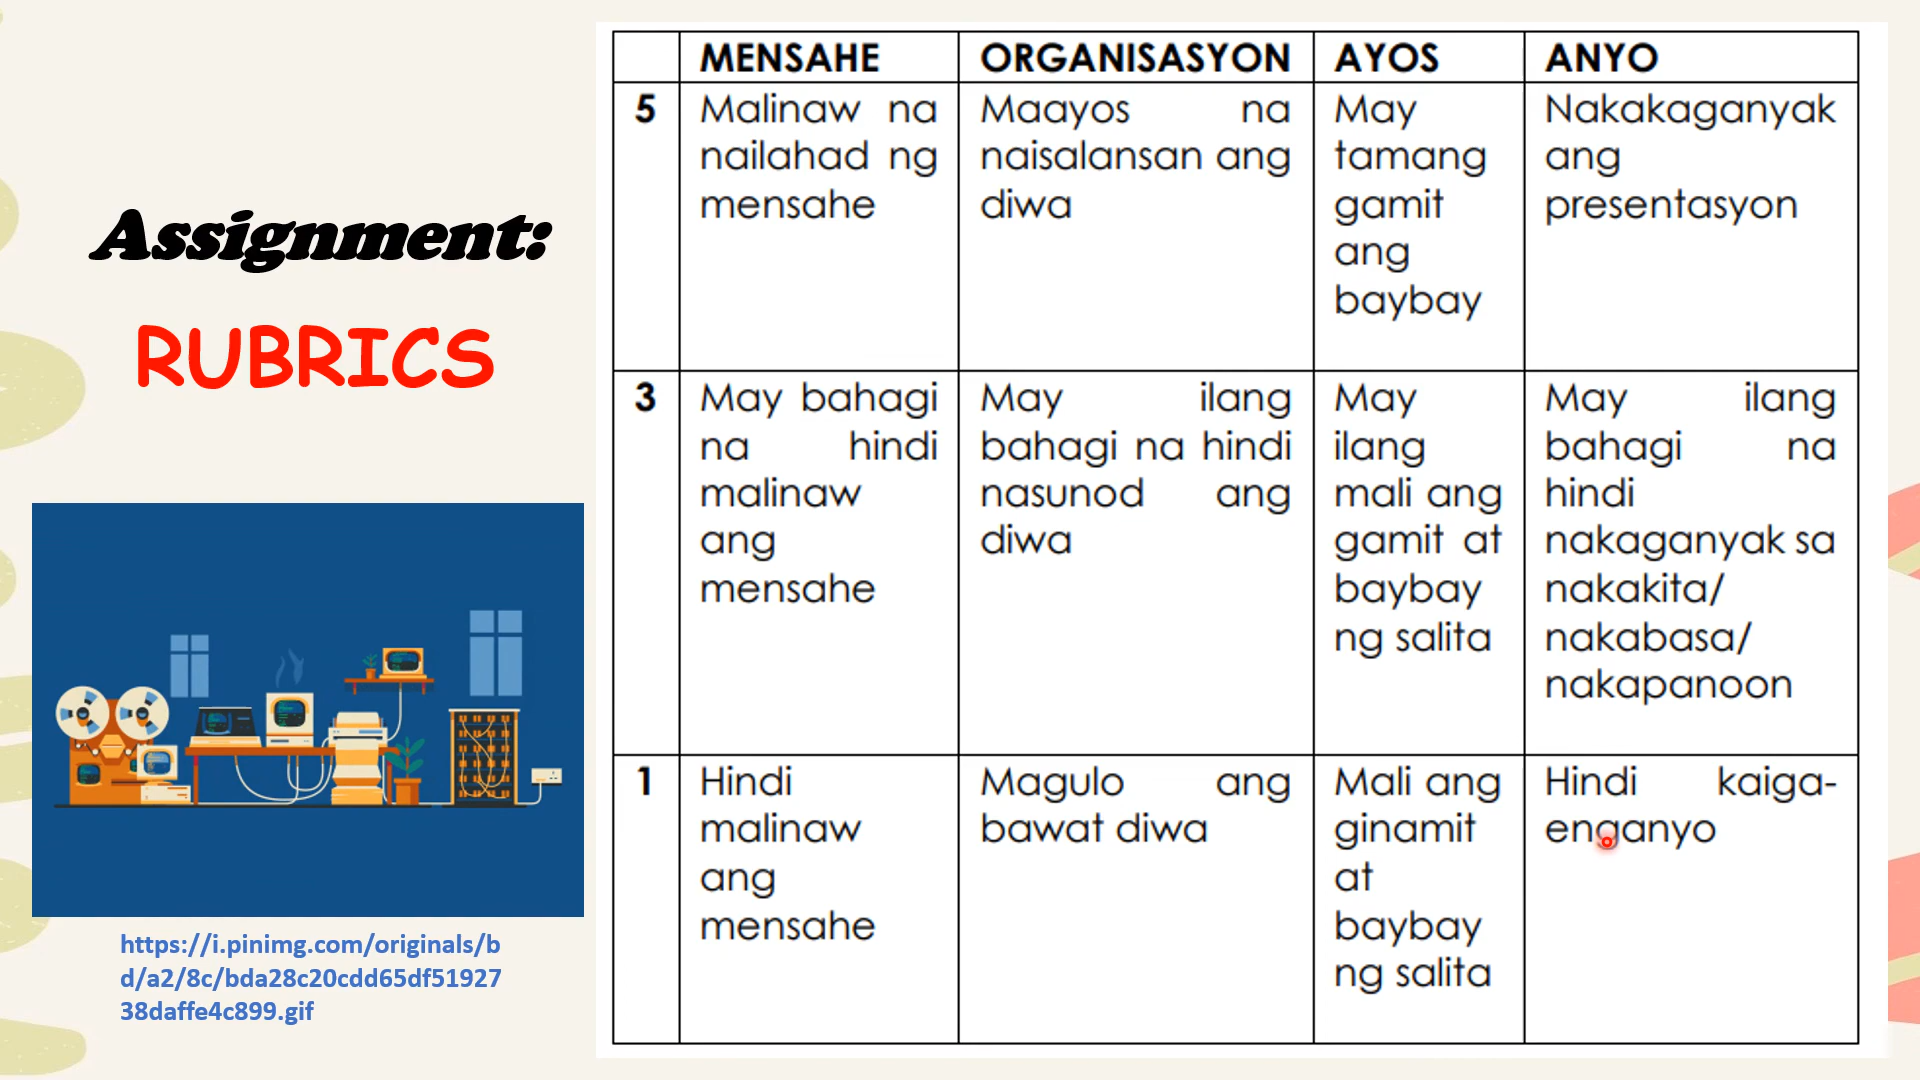 Assignment:
RUBRICS
https://i.pinimg.com/originals/b
d/a2/8c/bda28c20cdd65df51927
38daffe4c899.gif
MENSAHE ORGANISASYON AYOS ANYO
5
Malinaw na
nailahad ng
mensahe
Maayos na
naisalansan ang
diwa
May
tamang
gamit
ang
baybay
Nakakaganyak
ang
presentasyon
3
May bahagi
na hindi
malinaw
ang
mensahe
May ilang
bahagi na hindi
nasunod ang
diwa
May
ilang
mali ang
gamit at
baybay
ng salita
May ilang
bahagi na
hindi
nakaganyak sa
nakakita/
nakabasa/
nakapanoon
1
Hindi
malinaw
ang
mensahe
Magulo ang
bawat diwa
Mali ang
ginamit
at
baybay
ng salita
Hindi kaiga-
enganyo